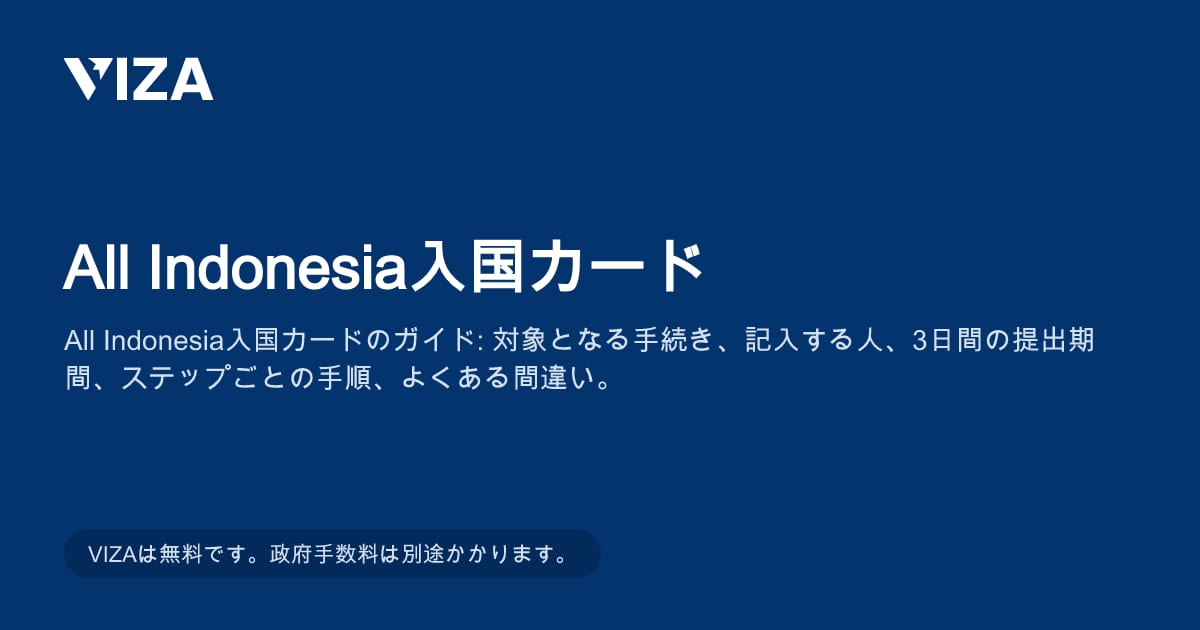 VIZA
All Indonesia入国カード
All Indonesia入国カードのガイド: 対象となる手続き、記入する人、3日間の提出期
間、ステップごとの手順、よくある間違い。
VIZAは無料です。政府手数料は別途かかります。